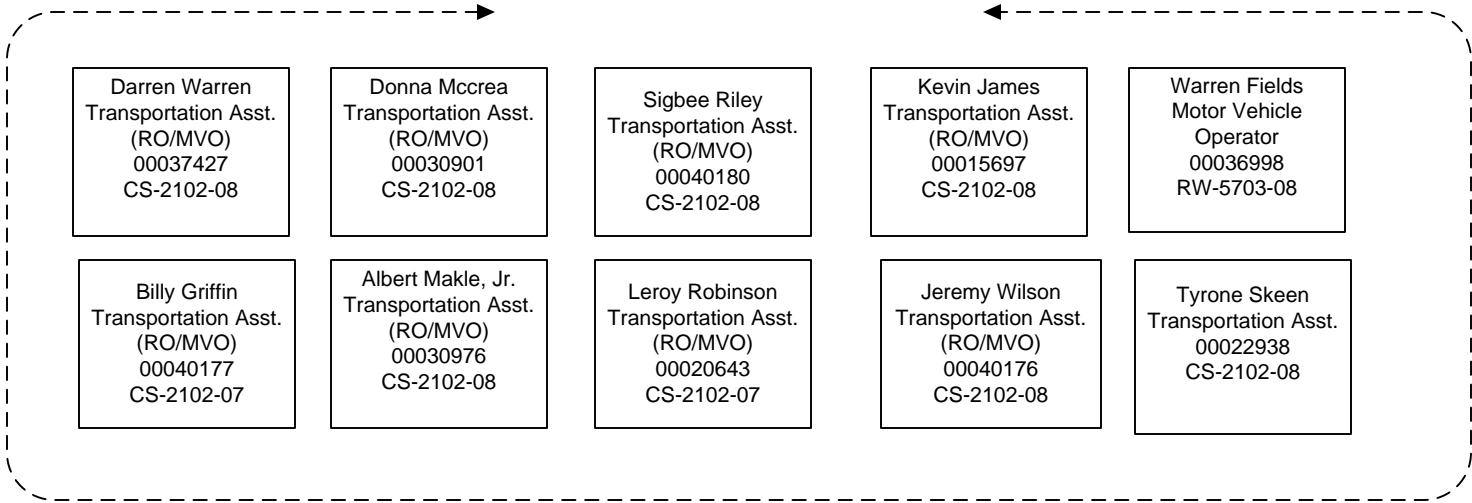 Darren Warren
Transportation Asst.
(RO/MVO)
00037427
CS-2102-08
Donna Mccrea
Transportation Asst.
(RO/MVO)
00030901
CS-2102-08
Sigbee Riley
Transportation Asst.
(RO/MVO)
00040180
CS-2102-08
Kevin James
Transportation Asst.
(RO/MVO)
00015697
CS-2102-08
Warren Fields
Motor Vehicle
Operator
00036998
RW-5703-08
Billy Griffin
Transportation Asst.
(RO/MVO)
00040177
CS-2102-07
Albert Makle, Jr.
Transportation Asst.
(RO/MVO)
00030976
CS-2102-08
Leroy Robinson
Transportation Asst.
(RO/MVO)
00020643
CS-2102-07
Jeremy Wilson
Transportation Asst.
(RO/MVO)
00040176
CS-2102-08
Tyrone Skeen
Transportation Asst.
00022938
CS-2102-08